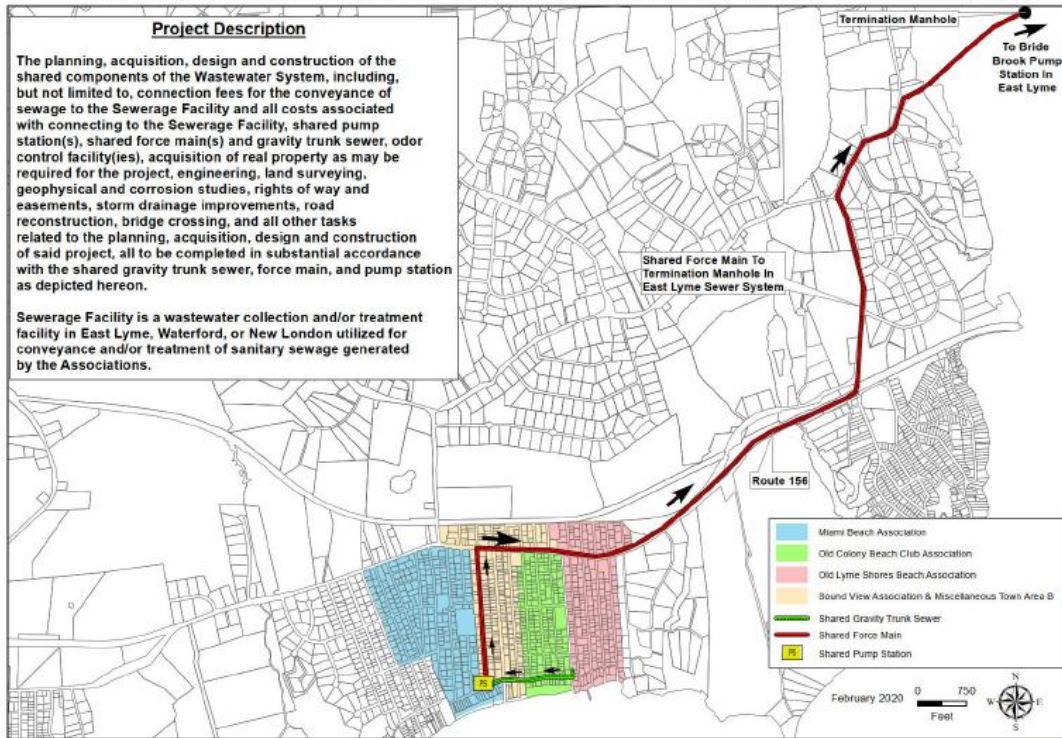 Project Description
The planning, acquisition, design and construction of the
shared components of the Wastewater System, including,
but not limited to, connection fees for the conveyance of
sewage to the Sewerage Facility and all costs associated
with connecting to the Sewerage Facility, shared pump
station(s), shared force main(s) and gravity trunk sewer, odor
control facility(ies), acquisition of real property as may be
required for the project, engineering, land surveying,
geophysical and corrosion studies, rights of way and
easements, storm drainage improvements, road
reconstruction, bridge crossing, and all other tasks
related to the planning, acquisition, design and construction
of said project, all to be completed in substantial accordance
with the shared gravity trunk sewer, force main, and pump station
as depicted hereon.
Sewerage Facility is a wastewater collection and/or treatment
facility in East Lyme, Waterford, or New London utilized for
conveyance and/or treatment of sanitary sewage generated
by the Associations.
Termination Manhole
To Bride
Brook Pump
Station In
East Lyme
Shared Force Main To
Termination Manhole In
East Lyme Sewer System
Route 156
PS
Miami Beach Association
Old Colony Beach Club Association
Old Lyme Shores Beach Association
Sound View Association & Miscellaneous Town Area B
Shared Gravity Trunk Sewer
Shared Force Main
PS
Shared Pump Station
February 2020
0 750
Feet
N
W E
S